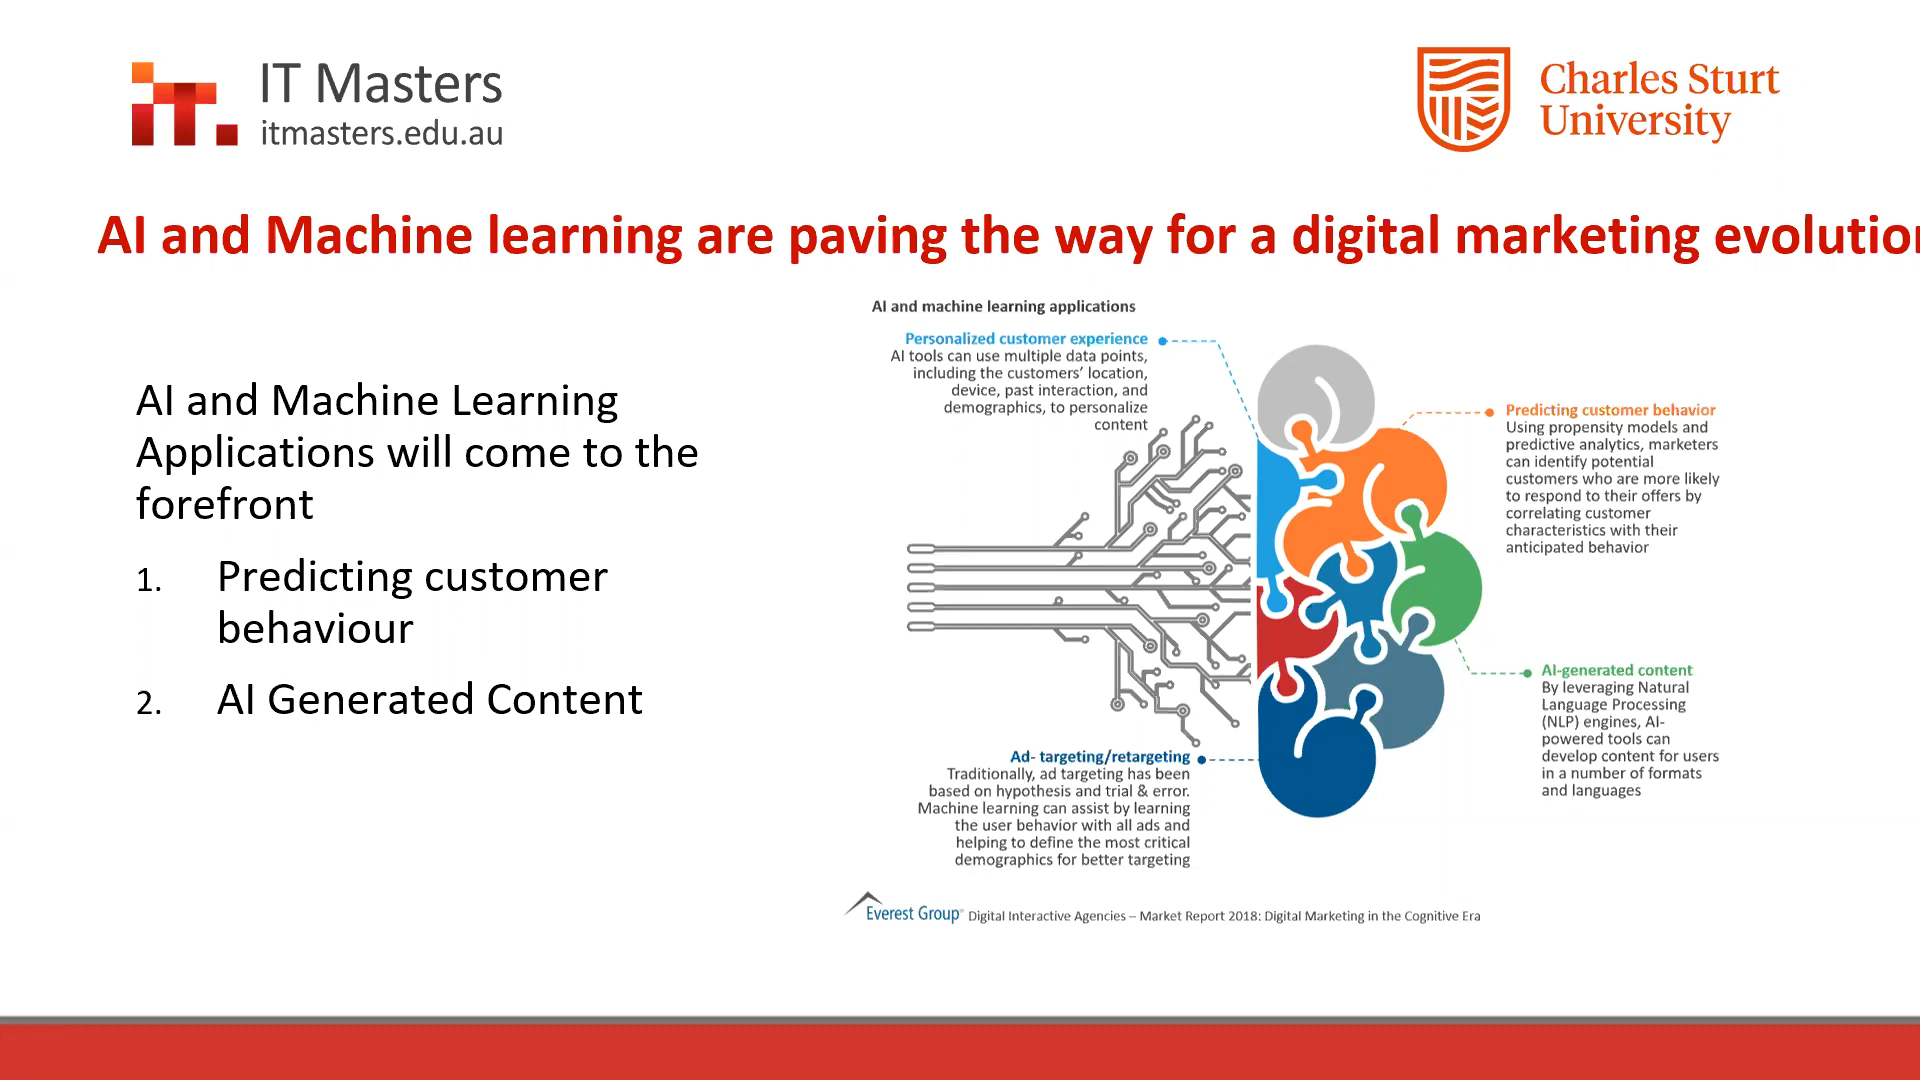 IT Masters
itmasters.edu.au
Charles Sturt
University
AI and Machine learning are paving the way for a digital marketing evolution
AI and Machine Learning
Applications will come to the
forefront
1. Predicting customer
behaviour
2. AI Generated Content
AI and machine learning applications
Personalized customer experience
AI tools can use multiple data points,
including the customers' location,
device, past interaction, and
demographics, to personalize
content
Predicting customer behavior
Using propensity models and
predictive analytics, marketers
can identify potential
customers who are more likely
to respond to their offers by
correlating customer
characteristics with their
anticipated behavior
AI-generated content
By leveraging Natural
Language Processing
(NLP) engines, AI-
powered tools can
develop content for users
in a number of formats
and languages
Ad- targeting/retargeting
Traditionally, ad targeting has been
based on hypothesis and trial & error.
Machine learning can assist by learning
the user behavior with all ads and
helping to define the most critical
demographics for better targeting
Everest Group Digital Interactive Agencies – Market Report 2018: Digital Marketing in the Cognitive Era